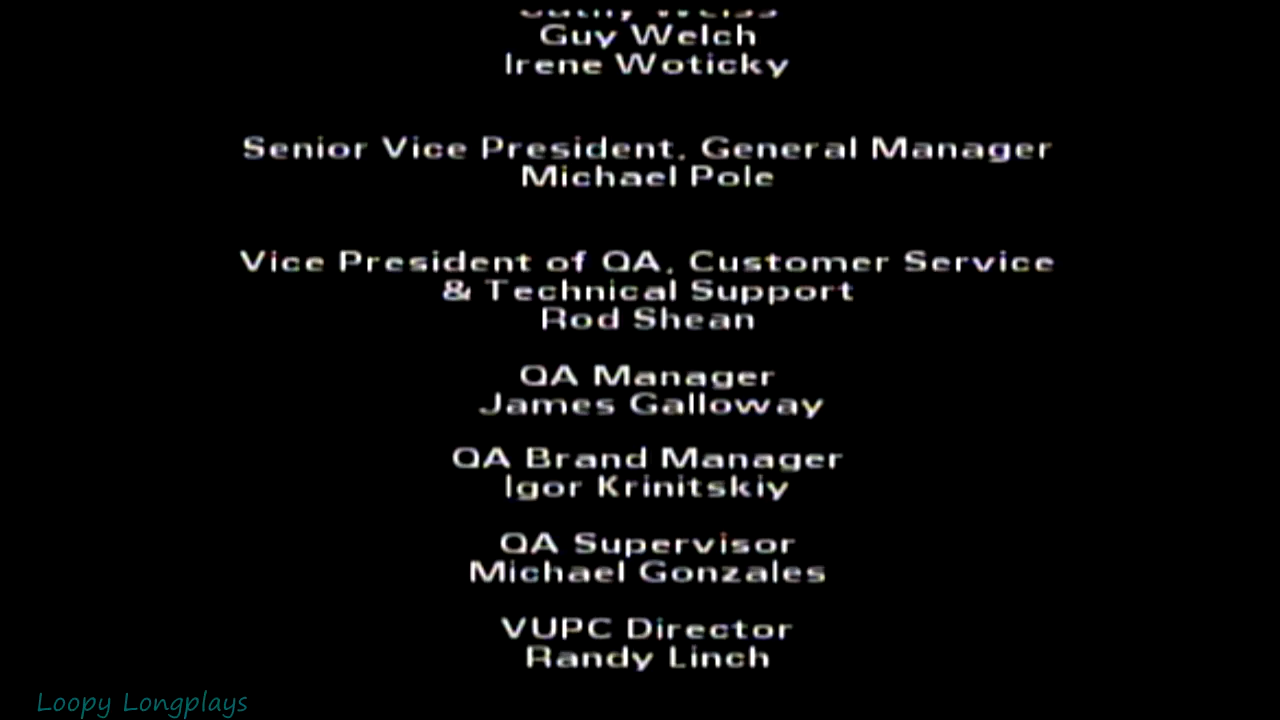 Guy Welch
Irene Woticky
Senior Vice President, General Manager
Michael Pole
Vice President of QA, Customer Service
& Technical Support
Rod Shean
QA Manager
James Galloway
QA Brand Manager
Igor Krinitskiy
QA Supervisor
Michael Gonzales
VUPC Director
Randy Linch
Loopy Longplays